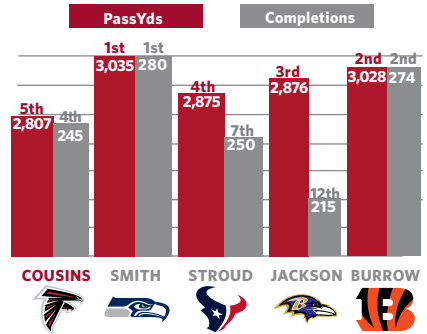 PassYds Completions
1st 1st
3,035 280
2nd 2nd
3,028 274
3rd
2,876
4th
2,875
5th
2,807
4th
245
7th
250
12th
215
COUSINS SMITH STROUD JACKSON BURROW